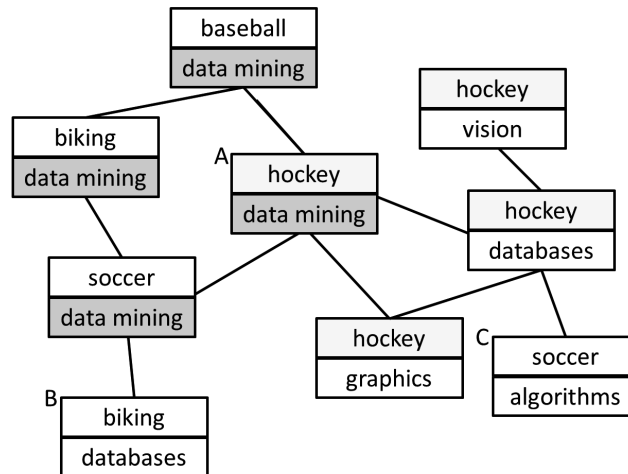 baseball
data mining
hockey
vision
biking
data mining
A
hockey
data mining
hockey
databases
soccer
data mining
hockey
graphics
C
soccer
algorithms
B
biking
databases